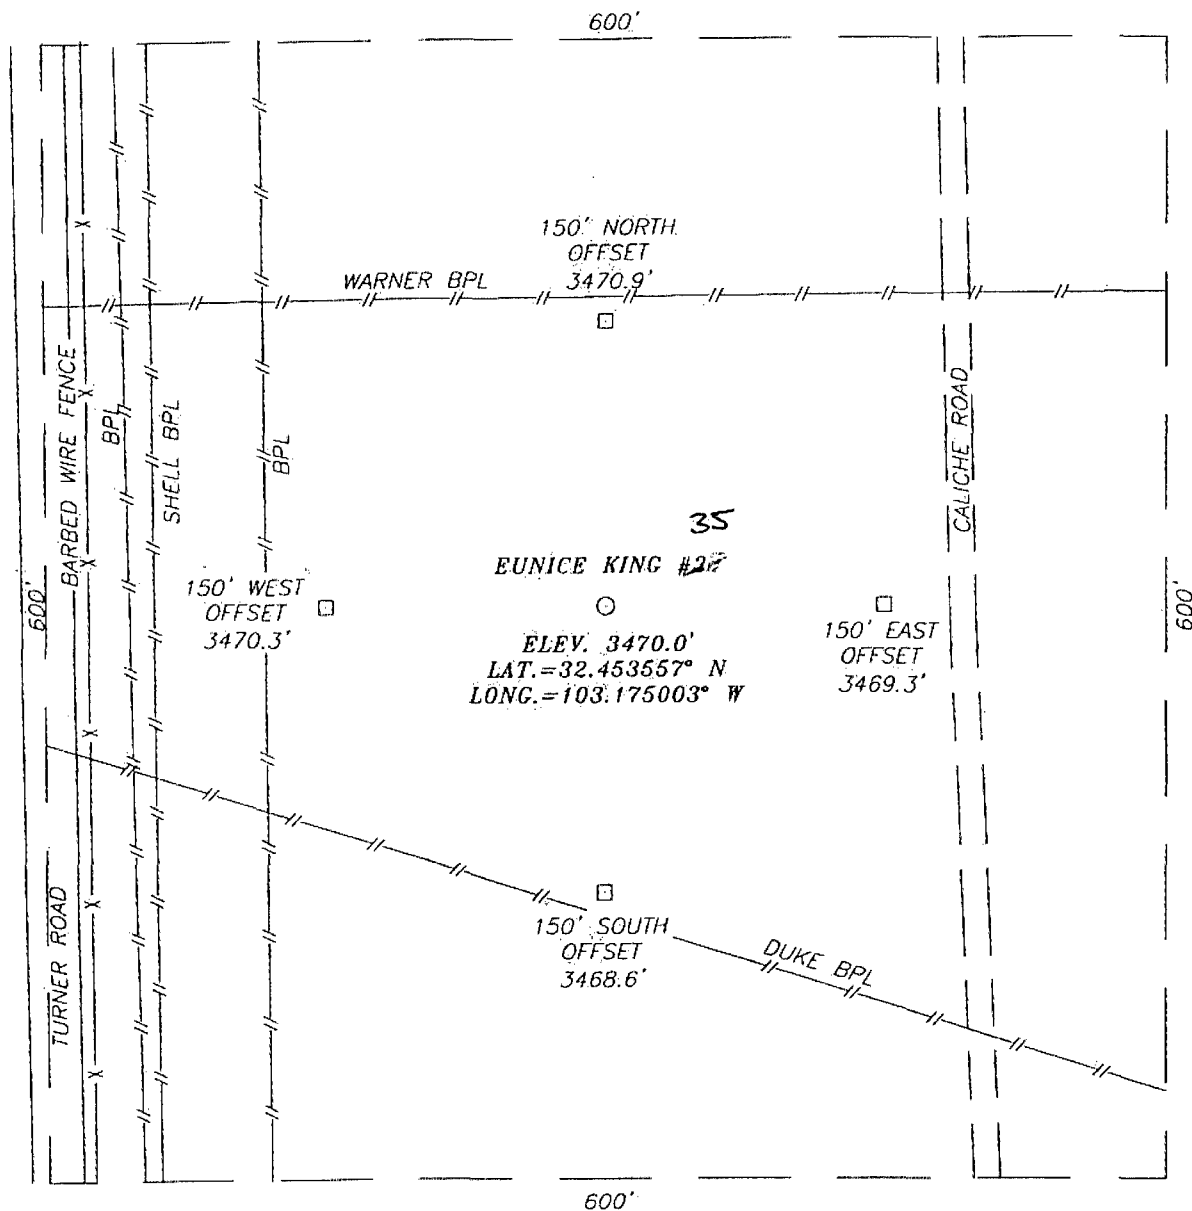 600'
150' NORTH
OFFSET
3470.9'
WARNER BPL
BARBED WIRE FENCE
BPL
SHELL BPL
BPL
CALICHE ROAD
35
EUNICE KING #
150' WEST
OFFSET
3470.3'
600'
ELEV. 3470.0'
LAT.=32.453557° N
LONG.=103.175003° W
150' EAST
OFFSET
3469.3'
600'
TURNER ROAD
150' SOUTH
OFFSET
3468.6'
DUKE BPL
600'